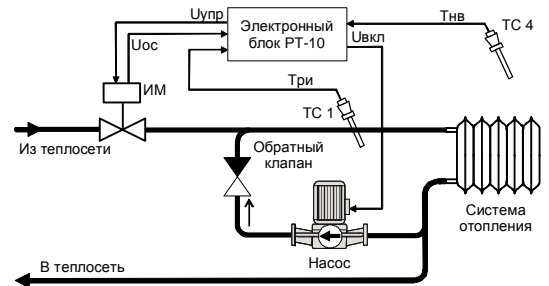 Uупр
Uос
Электронный
блок РТ-10
Тнв
ТС 4
Uвкл
Три
ИМ
ТС 1
Из теплосети
Обратный
клапан
Система
отопления
Насос
В теплосеть